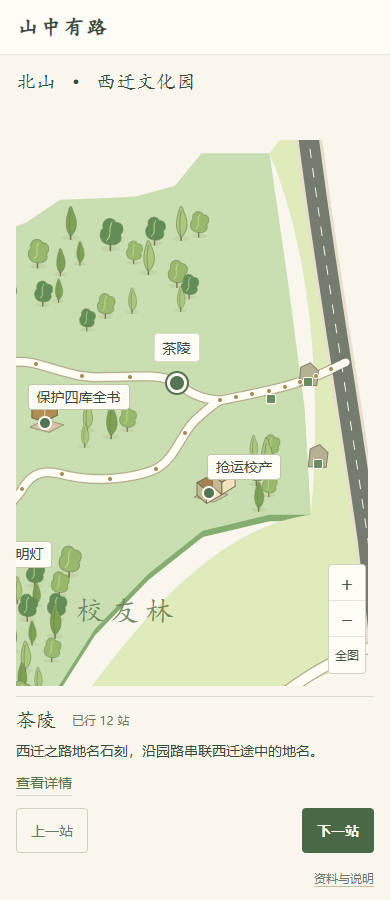 山中有路
北山 • 西迁文化园
茶陵
保护四库全书
抢运校产
明灯
校友林
+
−
全图
茶陵 已行 12 站
西迁之路地名石刻，沿园路串联西迁途中的地名。
查看详情
上一站 下一站
资料与说明